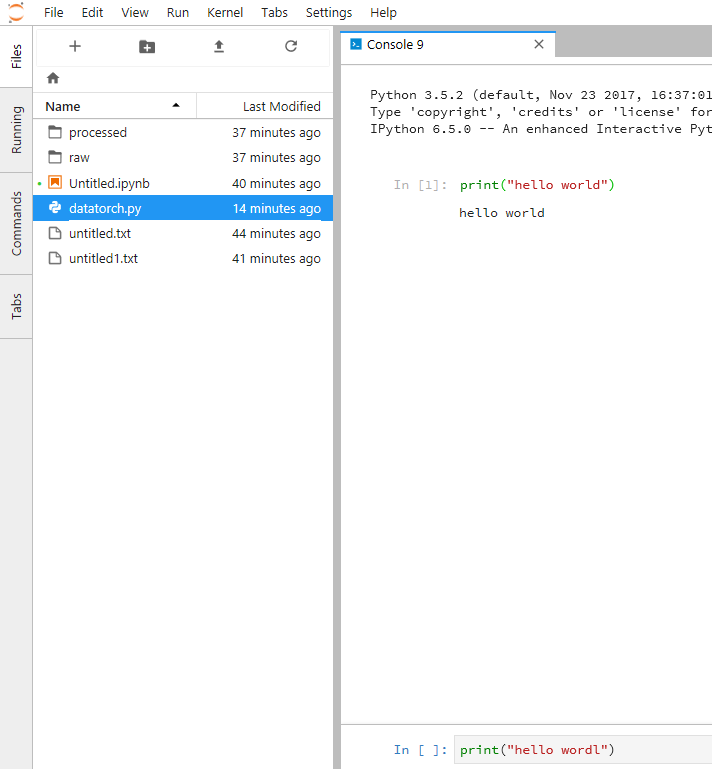 File Edit View Run Kernel Tabs Settings Help
Files
Running
Commands
Tabs
Name Last Modified
processed 37 minutes ago
raw 37 minutes ago
Untitled.ipynb 40 minutes ago
datatorch.py 14 minutes ago
untitled.txt 44 minutes ago
untitled1.txt 41 minutes ago
Console 9
Python 3.5.2 (default, Nov 23 2017, 16:37:01
Type 'copyright', 'credits' or 'license' for
IPython 6.5.0 -- An enhanced Interactive Pyt
In [1]: print("hello world")
hello world
In [ ]: print("hello wordl")